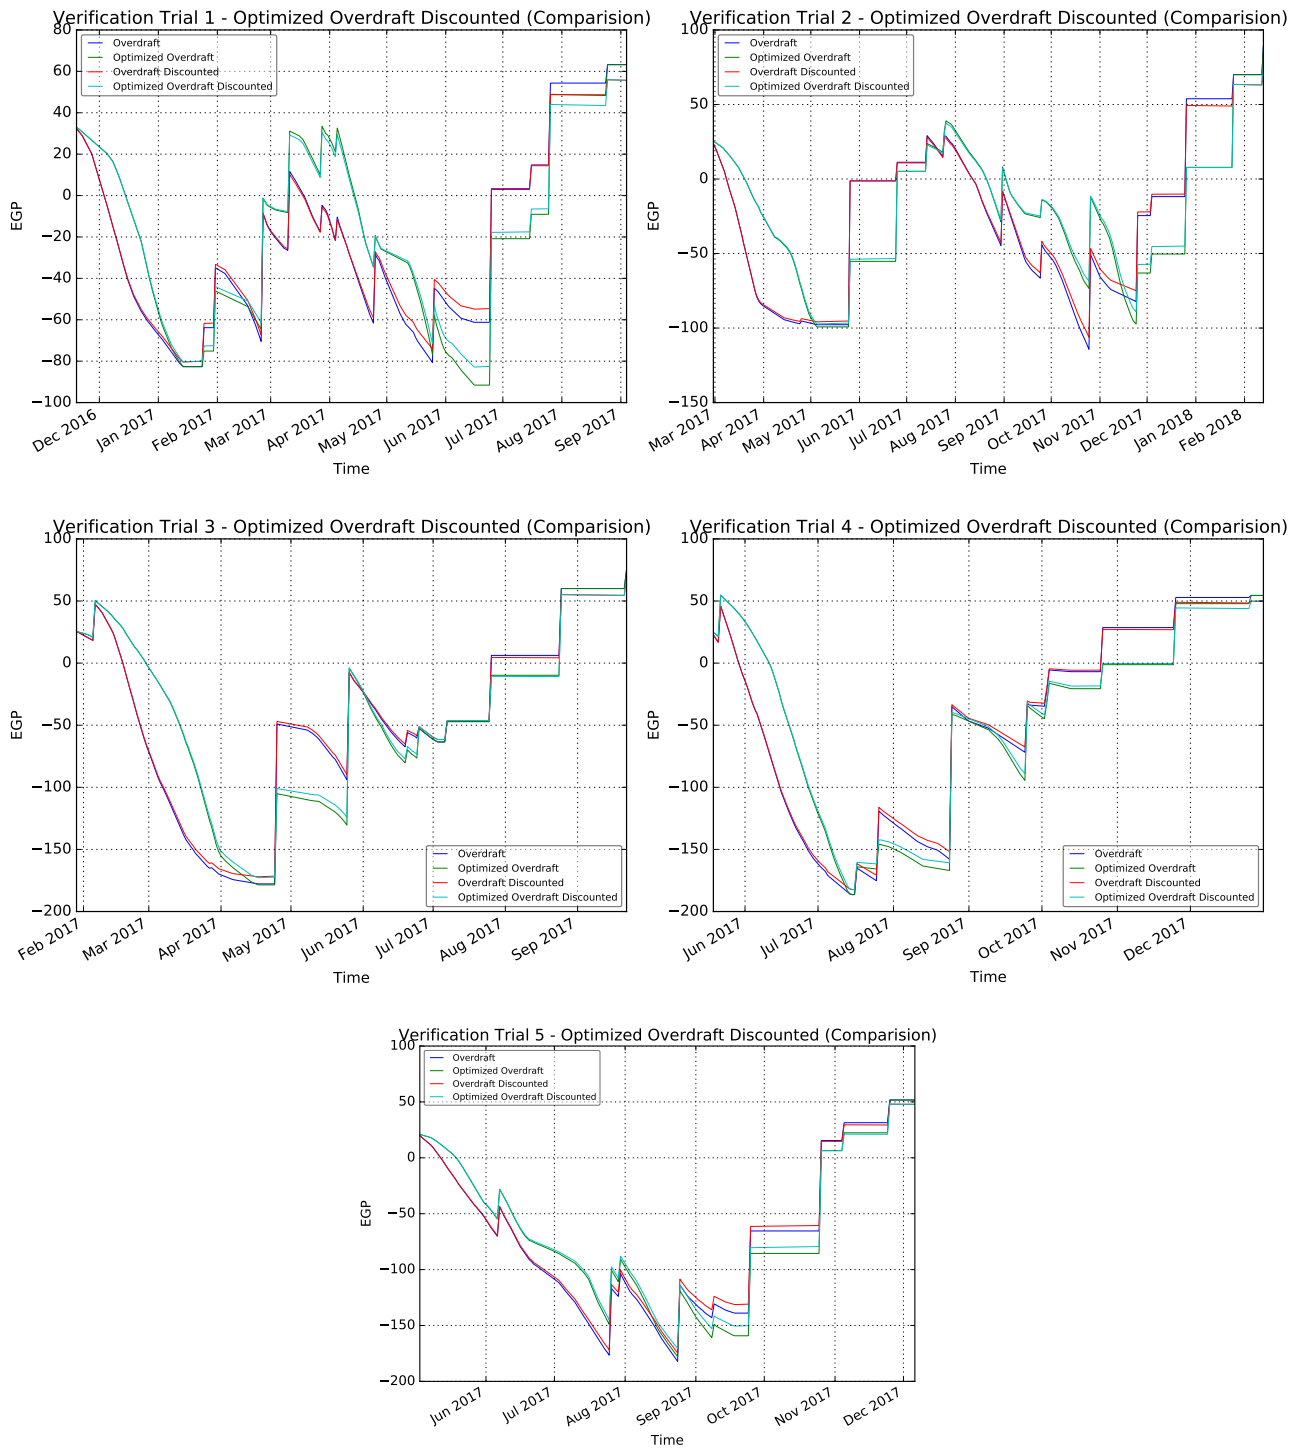 Verification Trial 1 - Optimized Overdraft Discounted (Comparision)
80
60
40
20
0
−20
−40
−60
−80
−100
EGP
Overdraft
Optimized Overdraft
Overdraft Discounted
Optimized Overdraft Discounted
Dec 2016
Jan 2017
Feb 2017
Mar 2017
Apr 2017
May 2017
Jun 2017
Jul 2017
Aug 2017
Sep 2017
Time
Verification Trial 2 - Optimized Overdraft Discounted (Comparision)
100
50
0
−50
−100
−150
EGP
Overdraft
Optimized Overdraft
Overdraft Discounted
Optimized Overdraft Discounted
Mar 2017
Apr 2017
May 2017
Jun 2017
Jul 2017
Aug 2017
Sep 2017
Oct 2017
Nov 2017
Dec 2017
Jan 2018
Feb 2018
Time
Verification Trial 3 - Optimized Overdraft Discounted (Comparision)
100
50
0
−50
−100
−150
−200
EGP
Overdraft
Optimized Overdraft
Overdraft Discounted
Optimized Overdraft Discounted
Feb 2017
Mar 2017
Apr 2017
May 2017
Jun 2017
Jul 2017
Aug 2017
Sep 2017
Time
Verification Trial 4 - Optimized Overdraft Discounted (Comparision)
100
50
0
−50
−100
−150
−200
EGP
Overdraft
Optimized Overdraft
Overdraft Discounted
Optimized Overdraft Discounted
Jun 2017
Jul 2017
Aug 2017
Sep 2017
Oct 2017
Nov 2017
Dec 2017
Time
Verification Trial 5 - Optimized Overdraft Discounted (Comparision)
100
50
0
−50
−100
−150
−200
EGP
Overdraft
Optimized Overdraft
Overdraft Discounted
Optimized Overdraft Discounted
Jun 2017
Jul 2017
Aug 2017
Sep 2017
Oct 2017
Nov 2017
Dec 2017
Time